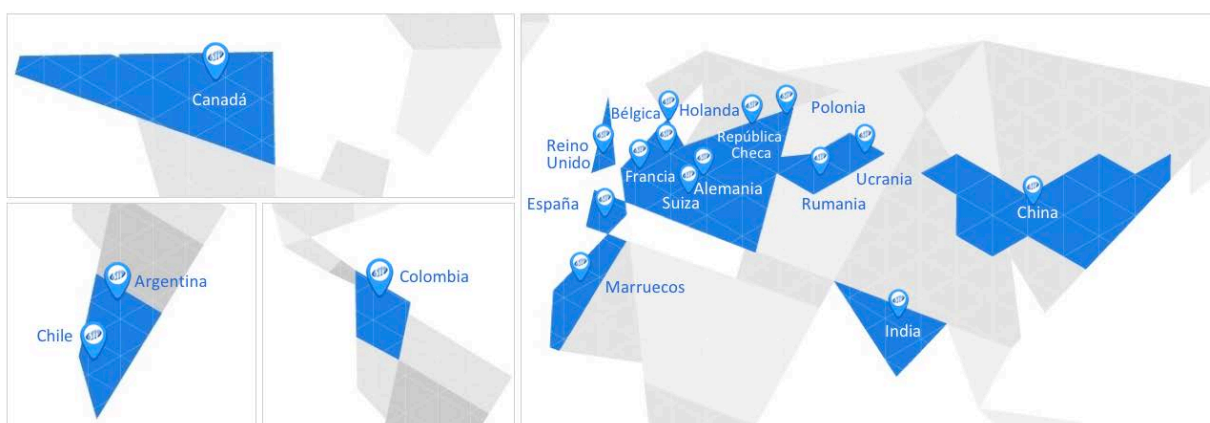 Canadá
Argentina
Chile
Colombia
Bélgica
Holanda
Polonia
Reino
Unido
República
Checa
Francia
Alemania
Suiza
Ucrania
Rumania
España
Marruecos
China
India